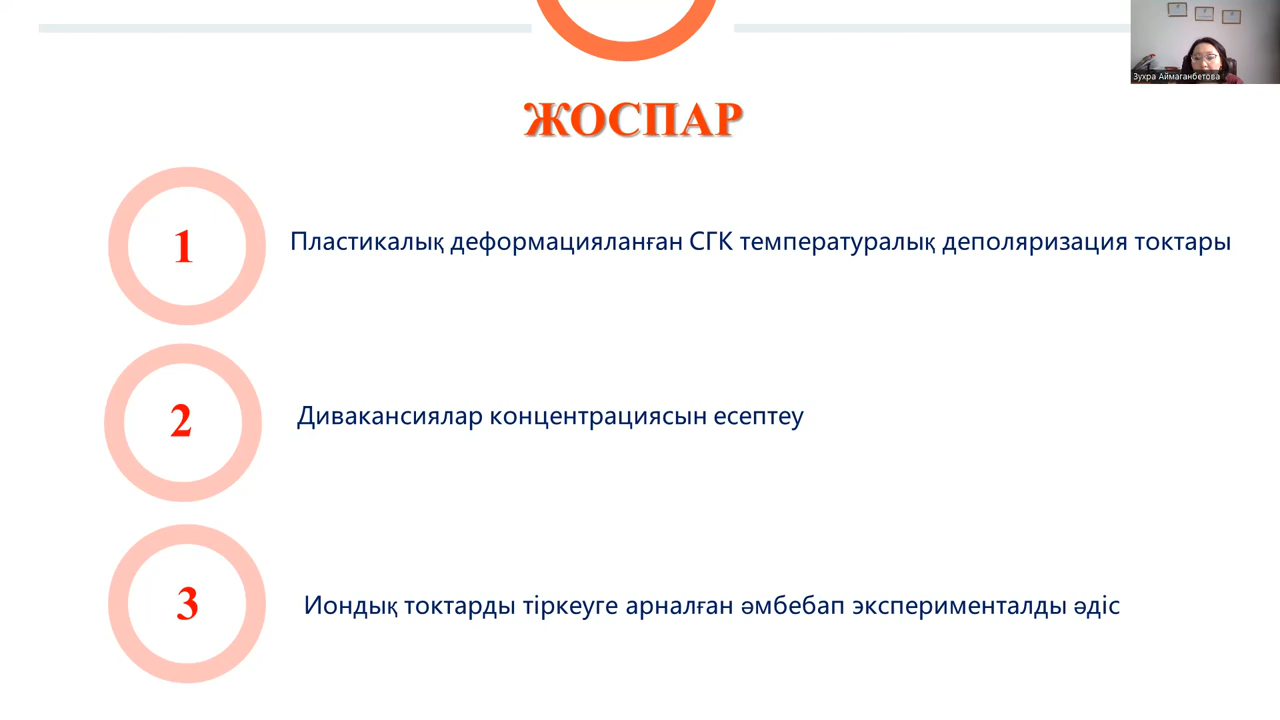 Зухра Аймаганбетова
ЖОСПАР
1
Пластикалық деформацияланған СГК температуралық деполяризация токтары
2
Дивакансиялар концентрациясын есептеу
3
Иондық токтарды тіркеуге арналған әмбебап эксперименталды әдіс